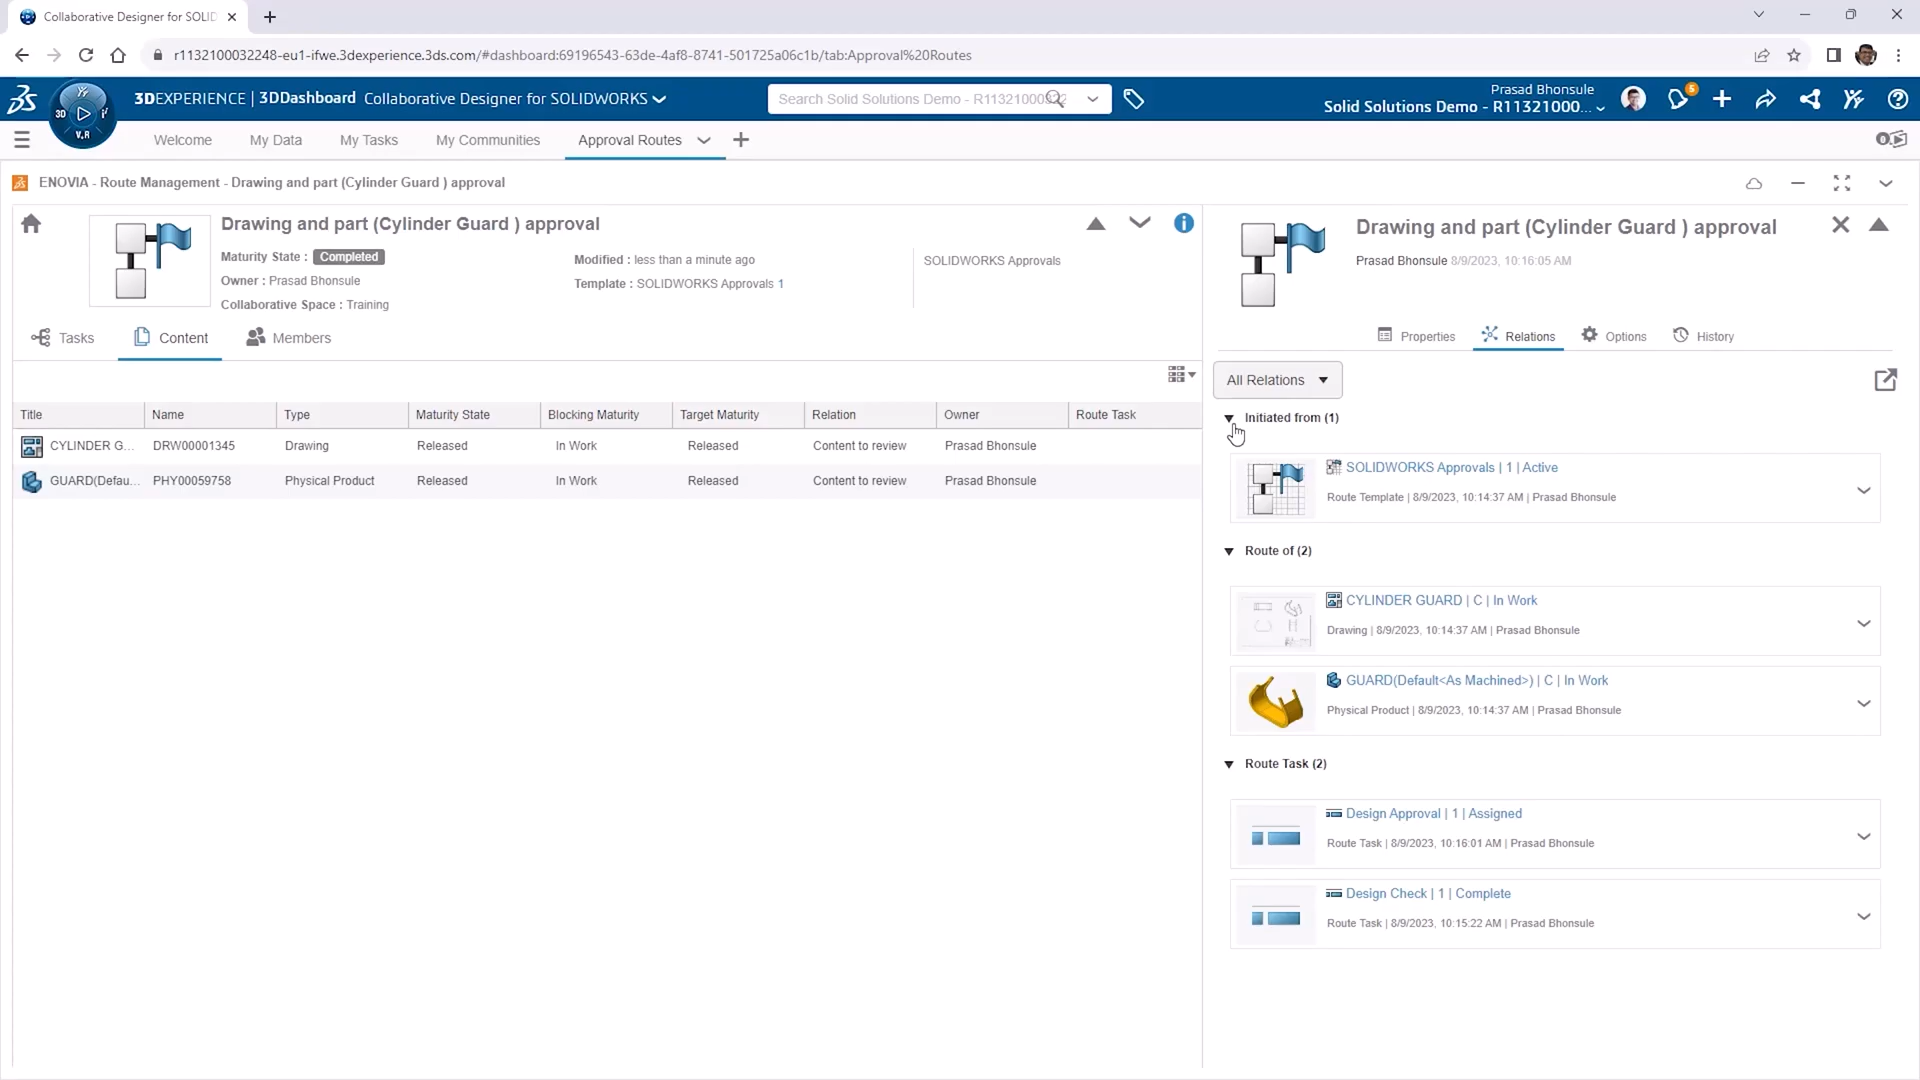 Collaborative Designer for SOLID
r1132100032248-eu1-ifwe.3dexperience.3ds.com/#dashboard:69196543-63de-4af8-8741-501725a06c1b/tab:Approval%20Routes
3DEXPERIENCE | 3DDashboard Collaborative Designer for SOLIDWORKS
Search Solid Solutions Demo - R11321000322
Prasad Bhonsule
Solid Solutions Demo - R11321000...
5
3D
V.R
Welcome
My Data
My Tasks
My Communities
Approval Routes
0
ENOVIA - Route Management - Drawing and part (Cylinder Guard ) approval
Drawing and part (Cylinder Guard ) approval
Maturity State : Completed
Owner : Prasad Bhonsule
Collaborative Space : Training
Modified : less than a minute ago
Template : SOLIDWORKS Approvals 1
SOLIDWORKS Approvals
Tasks
Content
Members
Title Name Type Maturity State Blocking Maturity Target Maturity Relation Owner Route Task
CYLINDER G... DRW00001345 Drawing Released In Work Released Content to review Prasad Bhonsule
GUARD(Defau... PHY00059758 Physical Product Released In Work Released Content to review Prasad Bhonsule
Drawing and part (Cylinder Guard ) approval
Prasad Bhonsule 8/9/2023, 10:16:05 AM
Properties
Relations
Options
History
All Relations
Initiated from (1)
SOLIDWORKS Approvals | 1 | Active
Route Template | 8/9/2023, 10:14:37 AM | Prasad Bhonsule
Route of (2)
CYLINDER GUARD | C | In Work
Drawing | 8/9/2023, 10:14:37 AM | Prasad Bhonsule
GUARD(Default<As Machined>) | C | In Work
Physical Product | 8/9/2023, 10:14:37 AM | Prasad Bhonsule
Route Task (2)
Design Approval | 1 | Assigned
Route Task | 8/9/2023, 10:16:01 AM | Prasad Bhonsule
Design Check | 1 | Complete
Route Task | 8/9/2023, 10:15:22 AM | Prasad Bhonsule